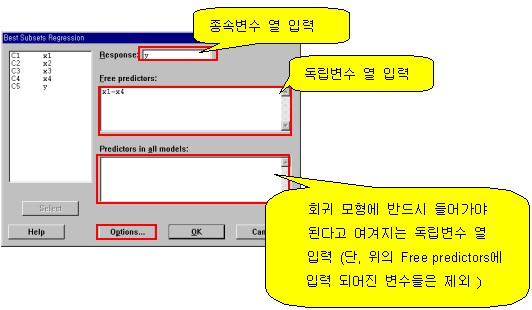 종속변수 열 입력
Best Subsets Regression
C1 x1
C2 x2
C3 x3
C4 x4
C5 y
Response: y
Free predictors:
x1-x4
독립변수 열 입력
Predictors in all models:
Select
Help
Options...
OK
Can
회귀 모형에 반드시 들어가야
된다고 여겨지는 독립변수 열
입력 (단, 위의 Free predictors에
입력 되어진 변수들은 제외 )